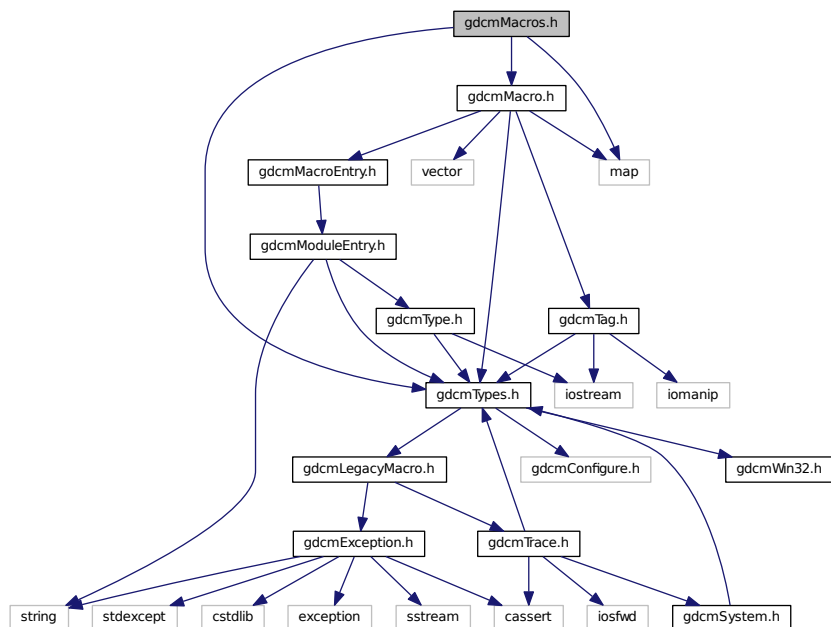 gdcmMacros.h
gdcmMacro.h
gdcmMacroEntry.h
vector
map
gdcmModuleEntry.h
gdcmType.h
gdcmTag.h
gdcmTypes.h
iostream
iomanip
gdcmLegacyMacro.h
gdcmConfigure.h
gdcmWin32.h
gdcmException.h
gdcmTrace.h
string
stdexcept
cstdlib
exception
sstream
cassert
iosfwd
gdcmSystem.h